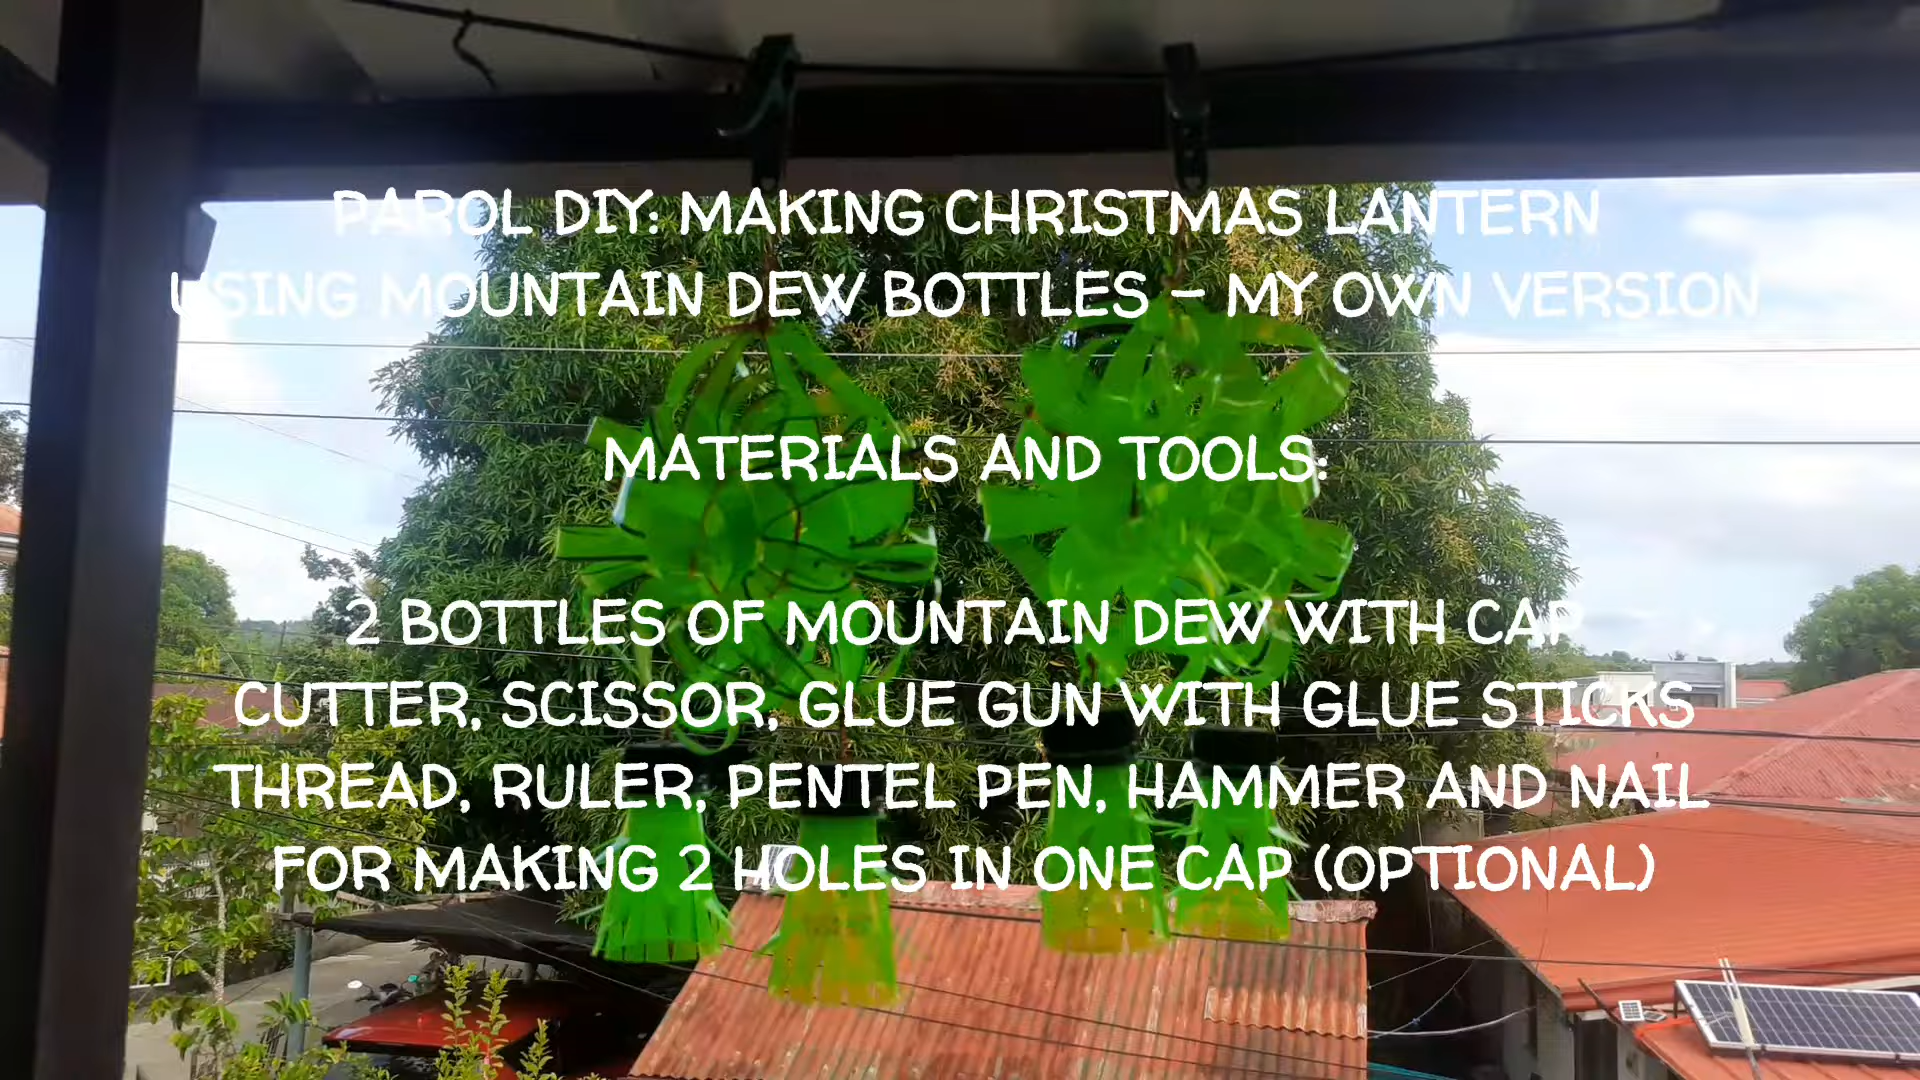 PAROL DIY: MAKING CHRISTMAS LANTERN
USING MOUNTAIN DEW BOTTLES – MY OWN VERSION
MATERIALS AND TOOLS:
2 BOTTLES OF MOUNTAIN DEW WITH CAP
CUTTER, SCISSOR, GLUE GUN WITH GLUE STICKS
THREAD, RULER, PENTEL PEN, HAMMER AND NAIL
FOR MAKING 2 HOLES IN ONE CAP (OPTIONAL)